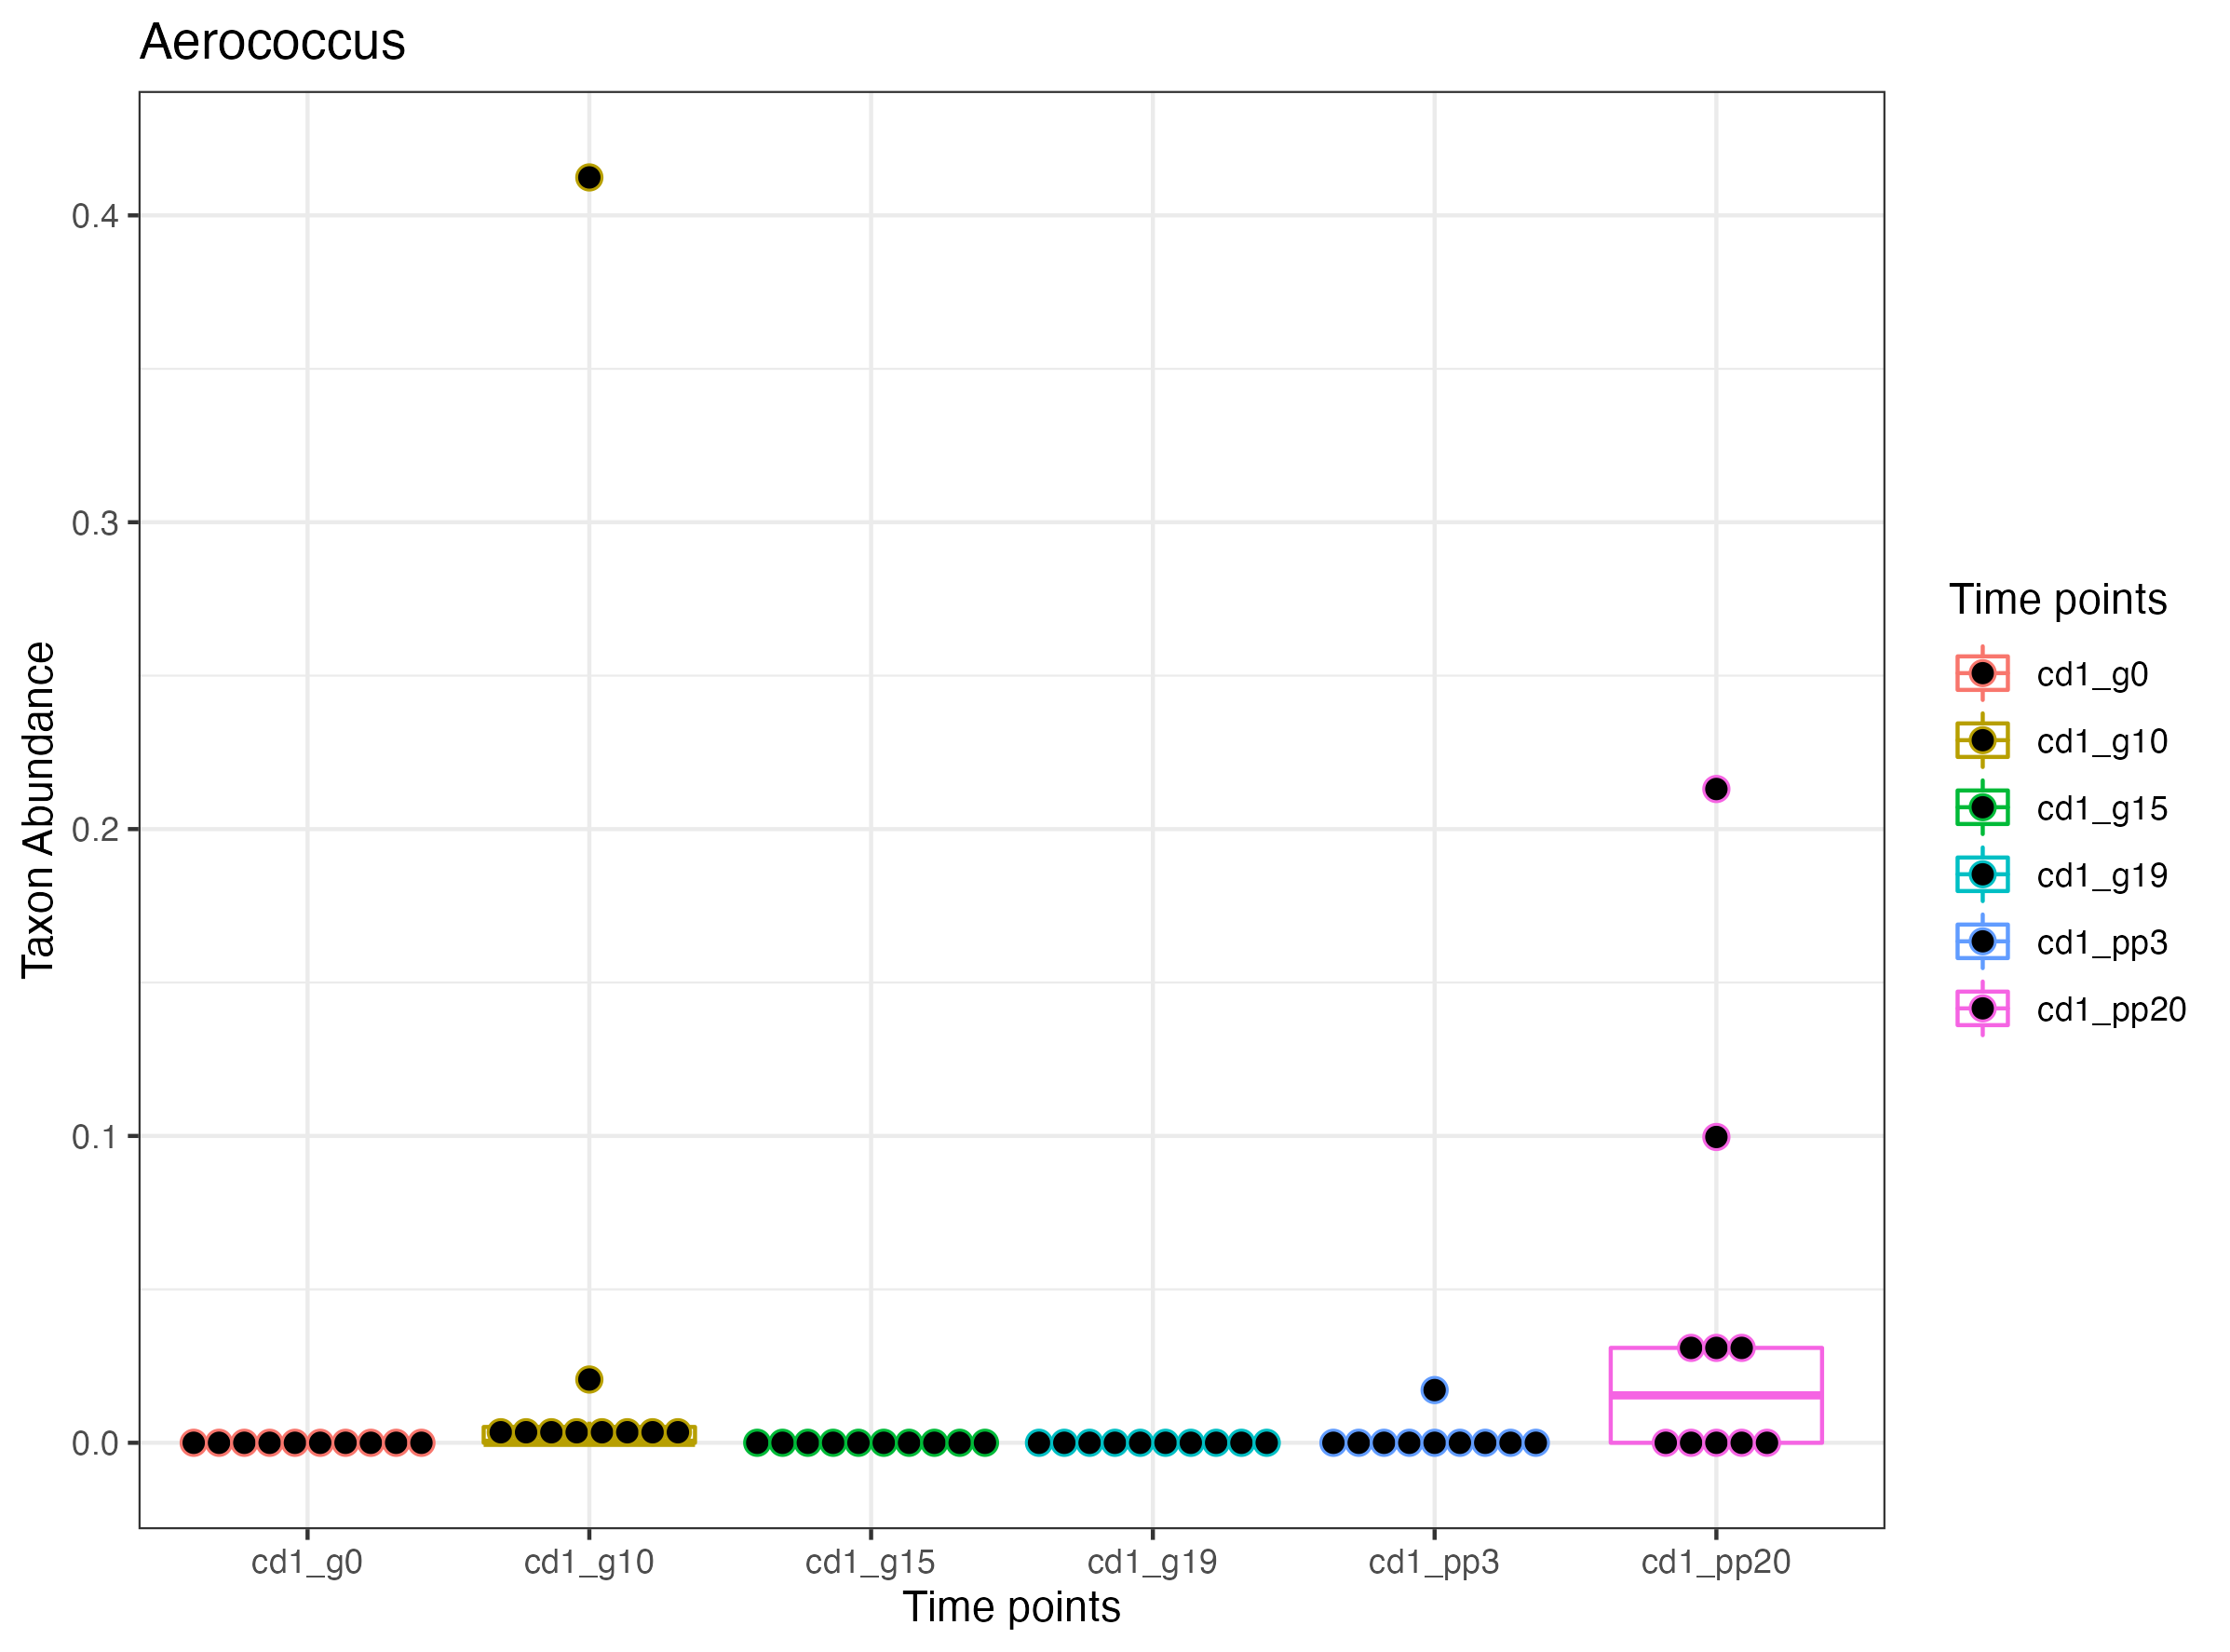 Aerococcus
Taxon Abundance
0.4
0.3
0.2
0.1
0.0
cd1_g0
cd1_g10
cd1_g15
cd1_g19
cd1_pp3
cd1_pp20
Time points
Time points
cd1_g0
cd1_g10
cd1_g15
cd1_g19
cd1_pp3
cd1_pp20